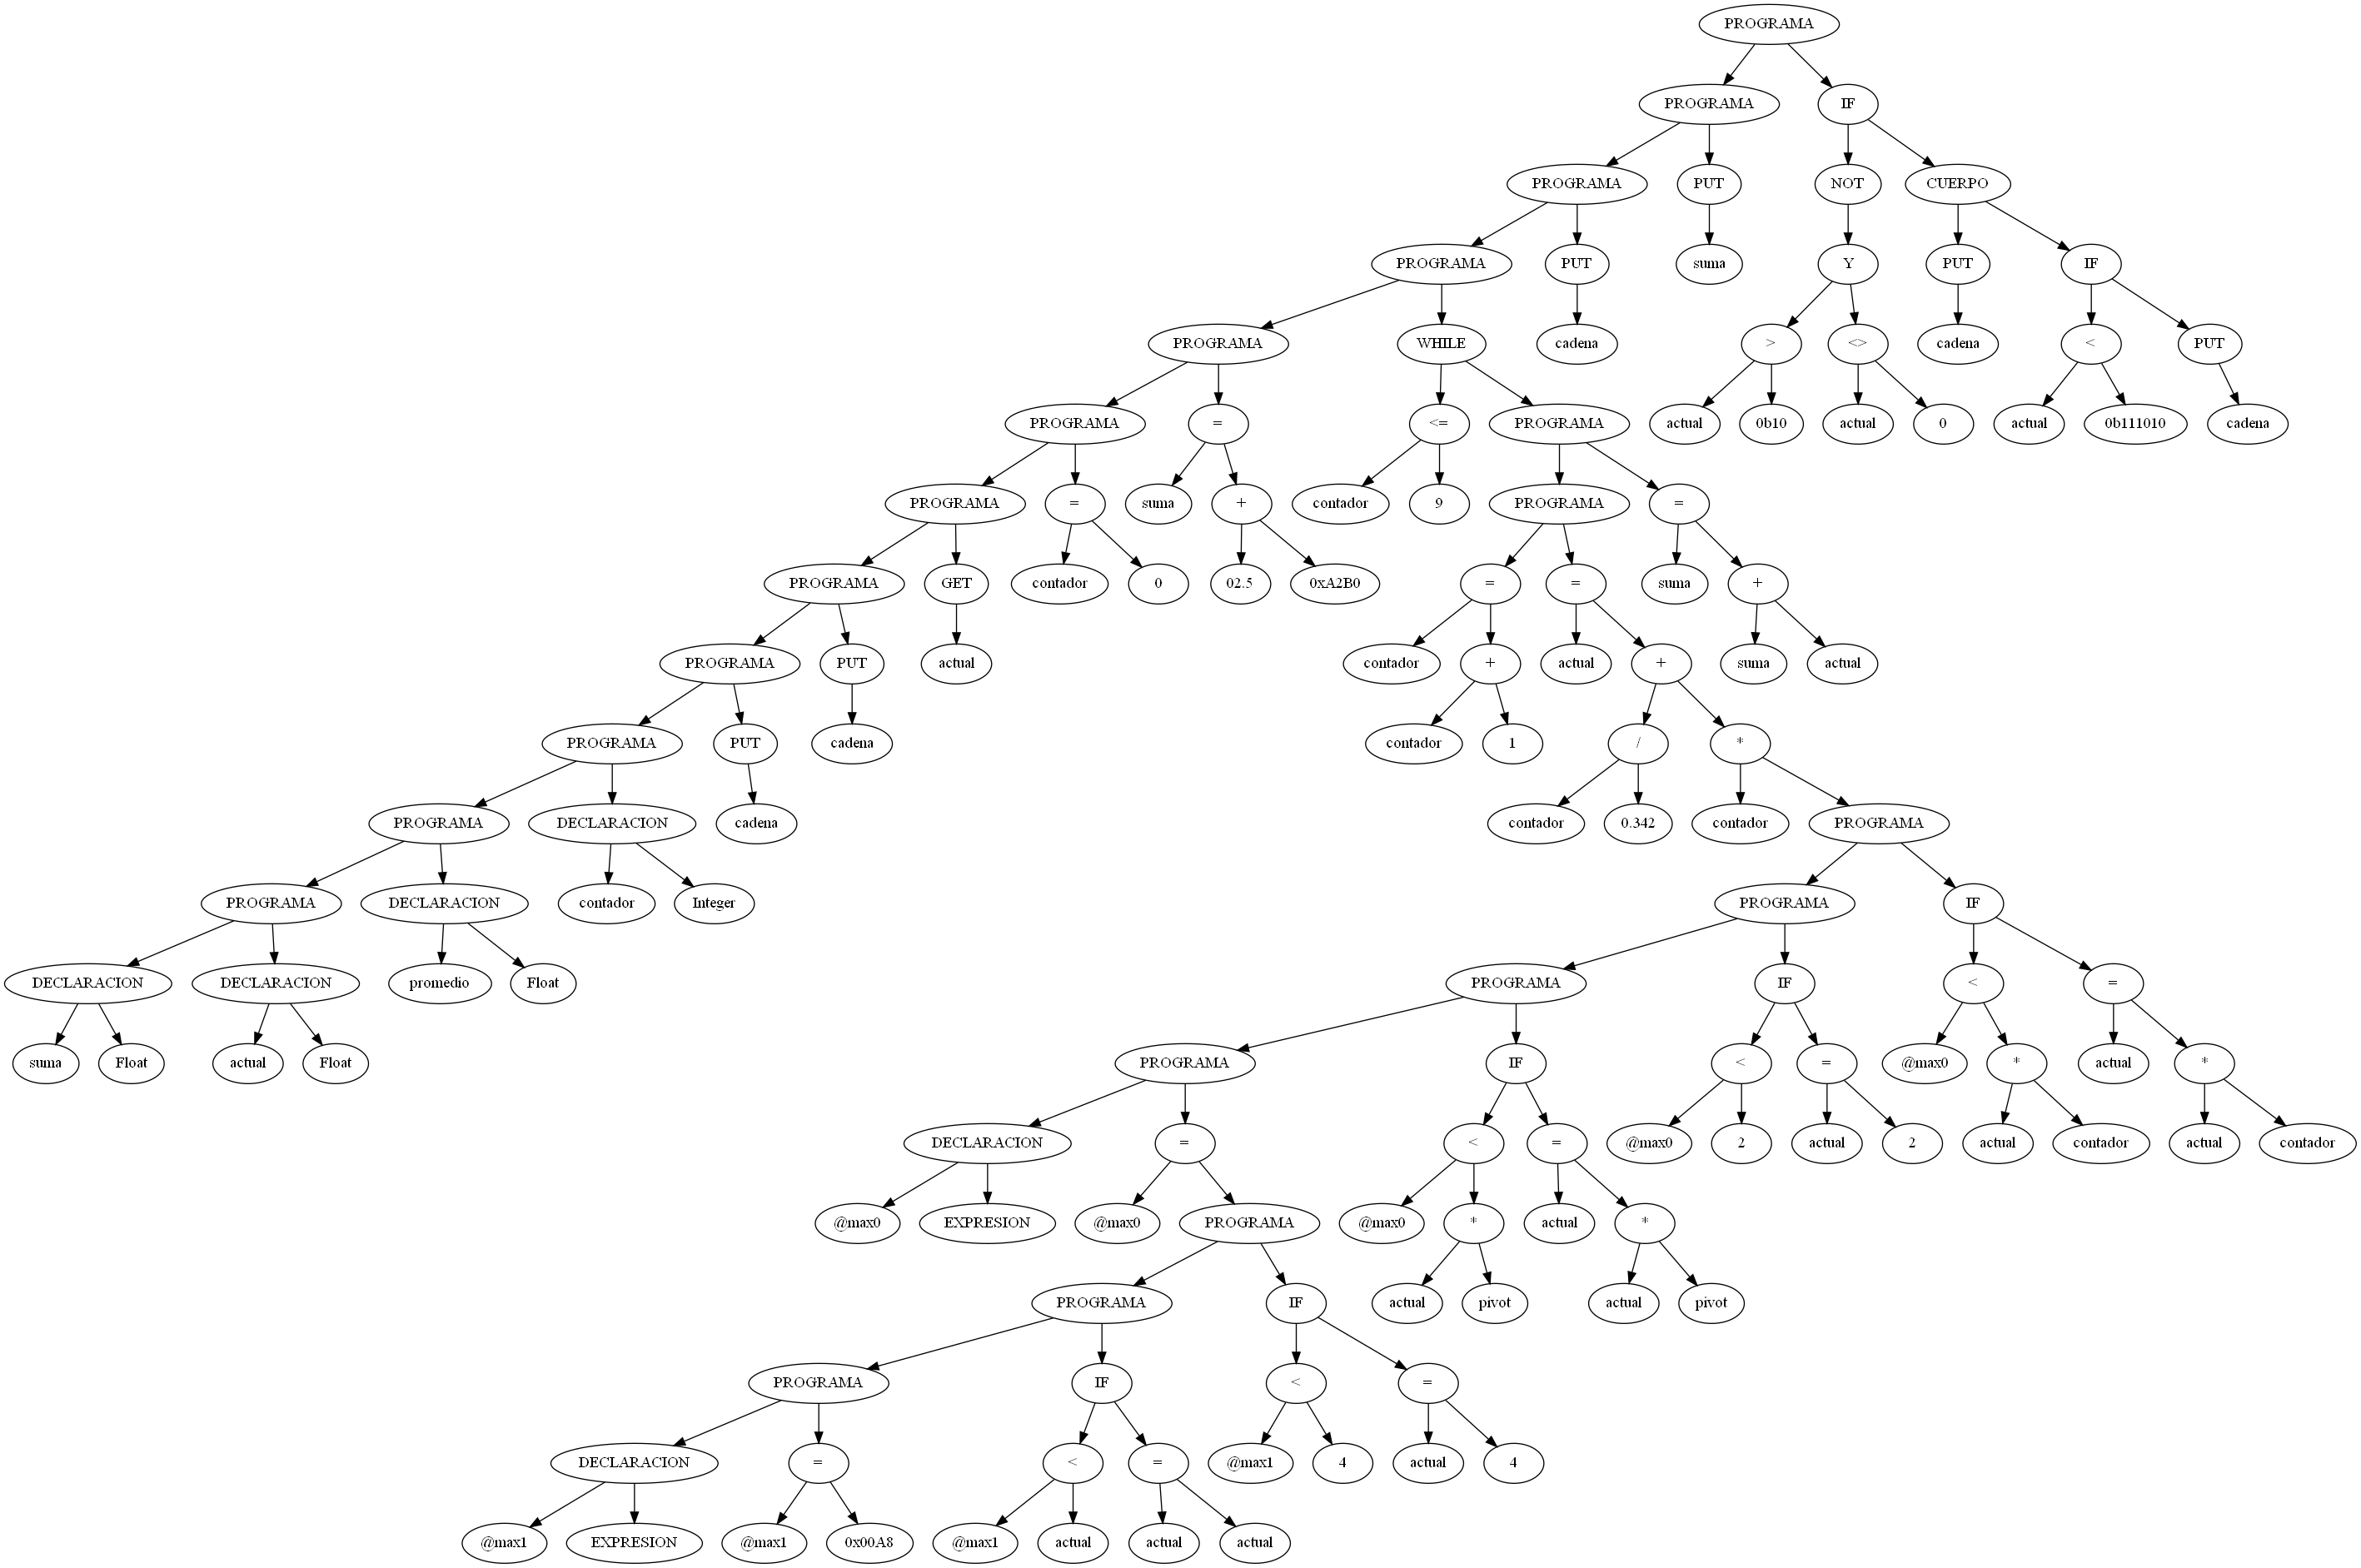 PROGRAMA
PROGRAMA IF
PROGRAMA PUT NOT CUERPO
PROGRAMA PUT suma Y PUT IF
PROGRAMA WHILE cadena > <> cadena < PUT
PROGRAMA = <= PROGRAMA actual 0b10 actual 0 actual 0b111010 cadena
PROGRAMA = suma + contador 9 PROGRAMA =
PROGRAMA GET contador 0 02.5 0xA2B0 = = suma +
PROGRAMA PUT actual contador + actual + suma actual
PROGRAMA PUT cadena contador 1 / *
PROGRAMA DECLARACION cadena contador 0.342 contador PROGRAMA
PROGRAMA DECLARACION contador Integer PROGRAMA IF
DECLARACION DECLARACION promedio Float PROGRAMA IF < =
suma Float actual Float PROGRAMA IF < = @max0 * actual *
DECLARACION = < = @max0 2 actual 2 actual contador actual contador
@max0 EXPRESION @max0 PROGRAMA @max0 * actual *
PROGRAMA IF actual pivot actual pivot
PROGRAMA IF < =
DECLARACION = < = @max1 4 actual 4
@max1 EXPRESION @max1 0x00A8 @max1 actual actual actual